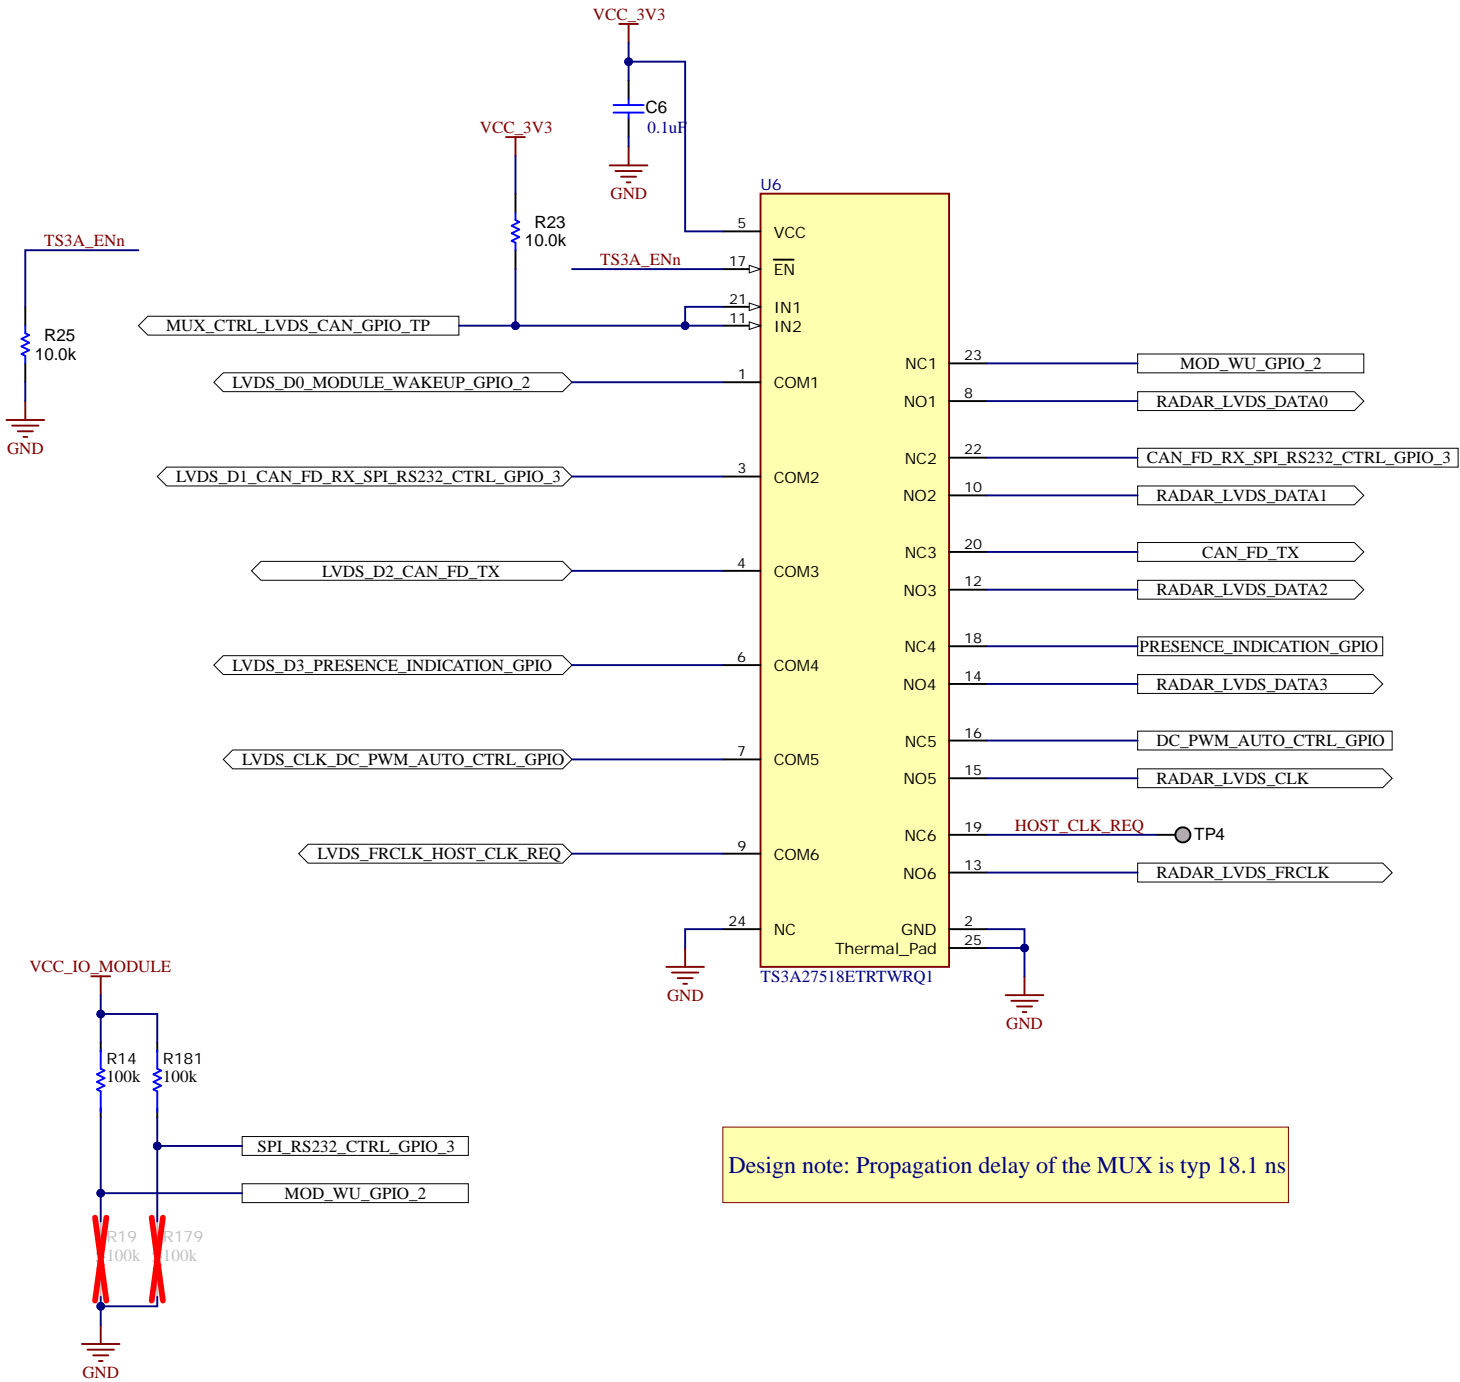 VCC_3V3
C6
0.1uF
GND
VCC_3V3
R23
10.0k
TS3A_ENn
R25
10.0k
GND
TS3A_ENn
MUX_CTRL_LVDS_CAN_GPIO_TP
U6
5 VCC
17 EN
21 IN1
11 IN2
LVDS_D0_MODULE_WAKEUP_GPIO_2 1 COM1
NC1 23 MOD_WU_GPIO_2
NO1 8 RADAR_LVDS_DATA0
LVDS_D1_CAN_FD_RX_SPI_RS232_CTRL_GPIO_3 3 COM2
NC2 22 CAN_FD_RX_SPI_RS232_CTRL_GPIO_3
NO2 10 RADAR_LVDS_DATA1
LVDS_D2_CAN_FD_TX 4 COM3
NC3 20 CAN_FD_TX
NO3 12 RADAR_LVDS_DATA2
LVDS_D3_PRESENCE_INDICATION_GPIO 6 COM4
NC4 18 PRESENCE_INDICATION_GPIO
NO4 14 RADAR_LVDS_DATA3
LVDS_CLK_DC_PWM_AUTO_CTRL_GPIO 7 COM5
NC5 16 DC_PWM_AUTO_CTRL_GPIO
NO5 15 RADAR_LVDS_CLK
LVDS_FRCLK_HOST_CLK_REQ 9 COM6
NC6 19 HOST_CLK_REQ TP4
NO6 13 RADAR_LVDS_FRCLK
24 NC
GND 2
Thermal_Pad 25
TS3A27518ETRTWRQ1
GND
GND
VCC_IO_MODULE
R14
100k
R181
100k
SPI_RS232_CTRL_GPIO_3
MOD_WU_GPIO_2
R19
100k
R179
100k
GND
Design note: Propagation delay of the MUX is typ 18.1 ns